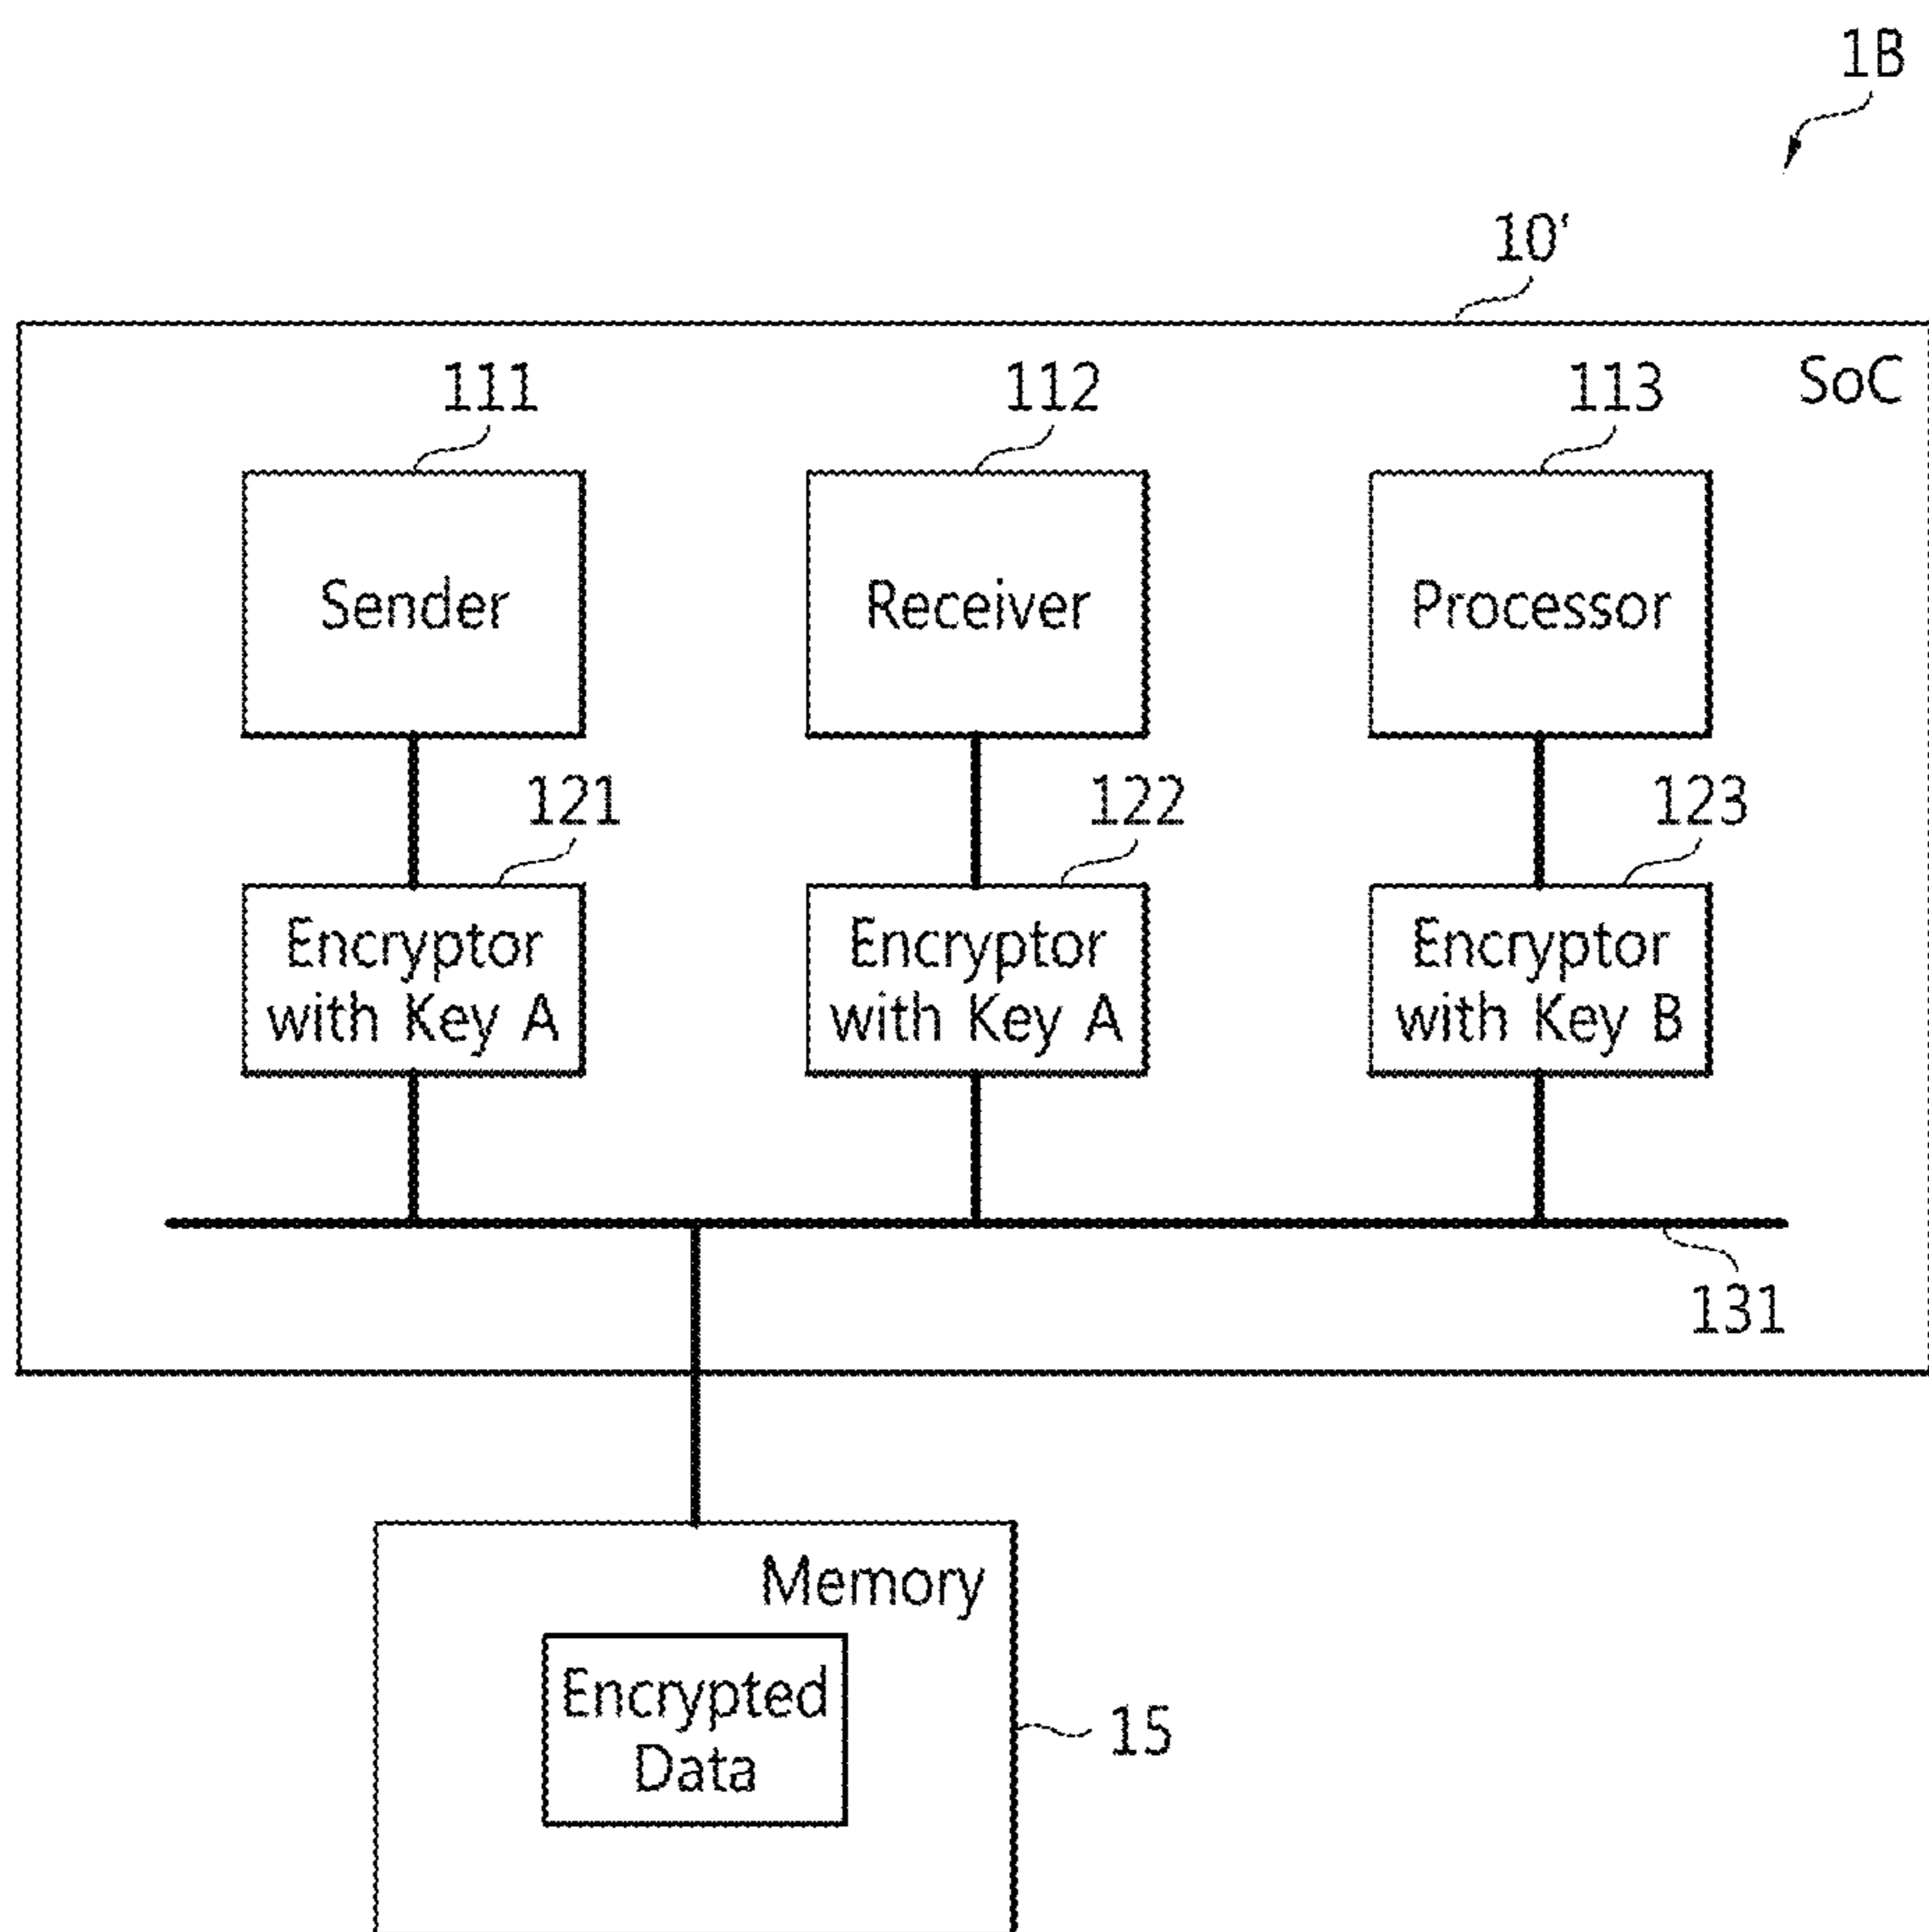 1B
10'
SoC
111
112
113
Sender
Receiver
Processor
121
122
123
Encryptor
with Key A
Encryptor
with Key A
Encryptor
with Key B
131
Memory
Encrypted
Data
15